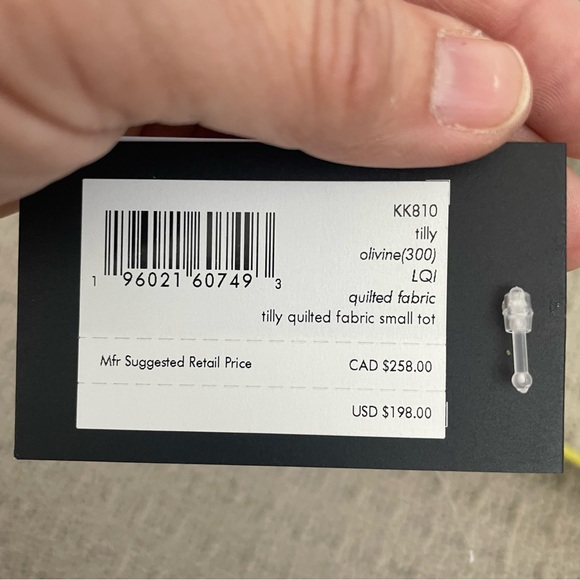 KK810
tilly
olivine(300)
LQI
quilted fabric
tilly quilted fabric small tot
1 96021 60749 3
Mfr Suggested Retail Price CAD $258.00
USD $198.00